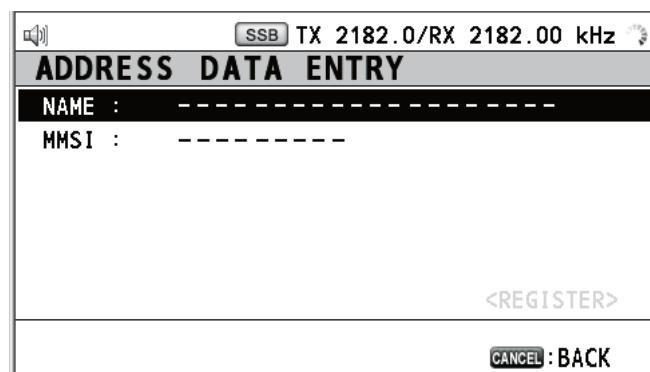 SSB TX 2182.0/RX 2182.00 kHz
ADDRESS DATA ENTRY
NAME : --------------------
MMSI : ---------
<REGISTER>
CANCEL : BACK